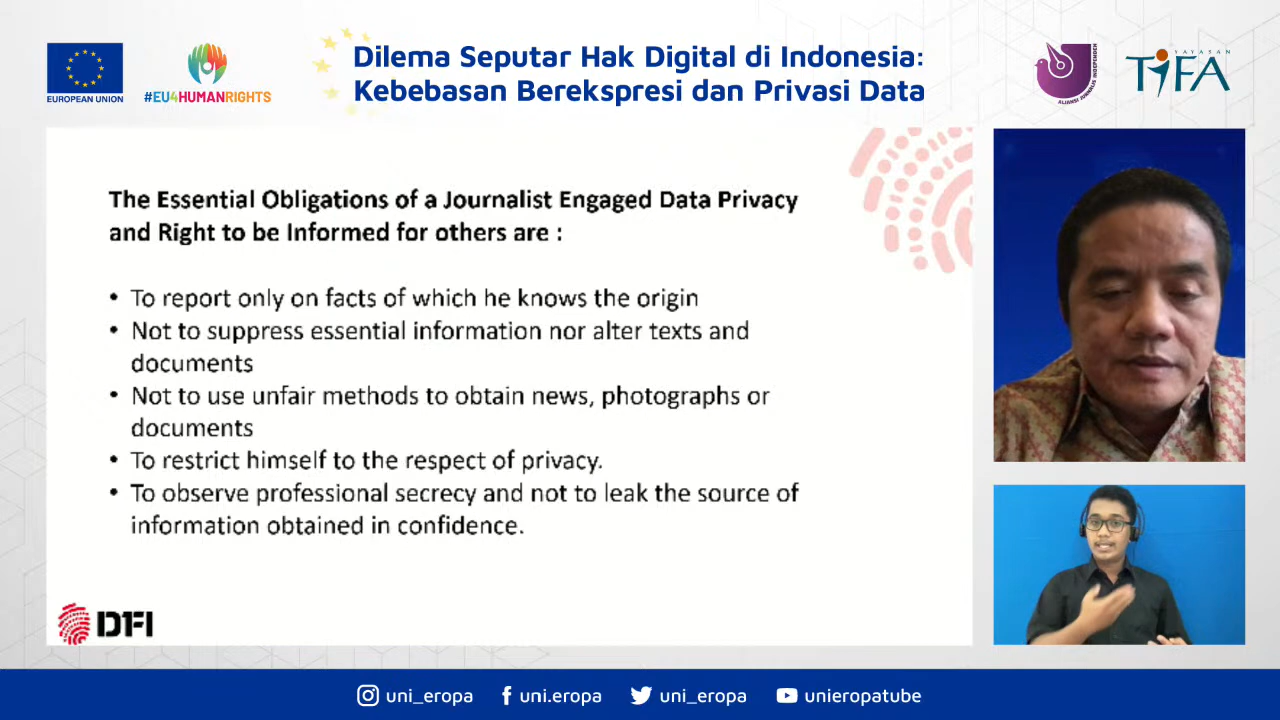 EUROPEAN UNION
#EU4HUMANRIGHTS
Dilema Seputar Hak Digital di Indonesia:
Kebebasan Berekspresi dan Privasi Data
ALIANSI JURNALIS INDEPENDEN
YAYASAN
TIFA
The Essential Obligations of a Journalist Engaged Data Privacy
and Right to be Informed for others are :
• To report only on facts of which he knows the origin
• Not to suppress essential information nor alter texts and
documents
• Not to use unfair methods to obtain news, photographs or
documents
• To restrict himself to the respect of privacy.
• To observe professional secrecy and not to leak the source of
information obtained in confidence.
DFI
uni_eropa
uni.eropa
uni_eropa
unieropatube